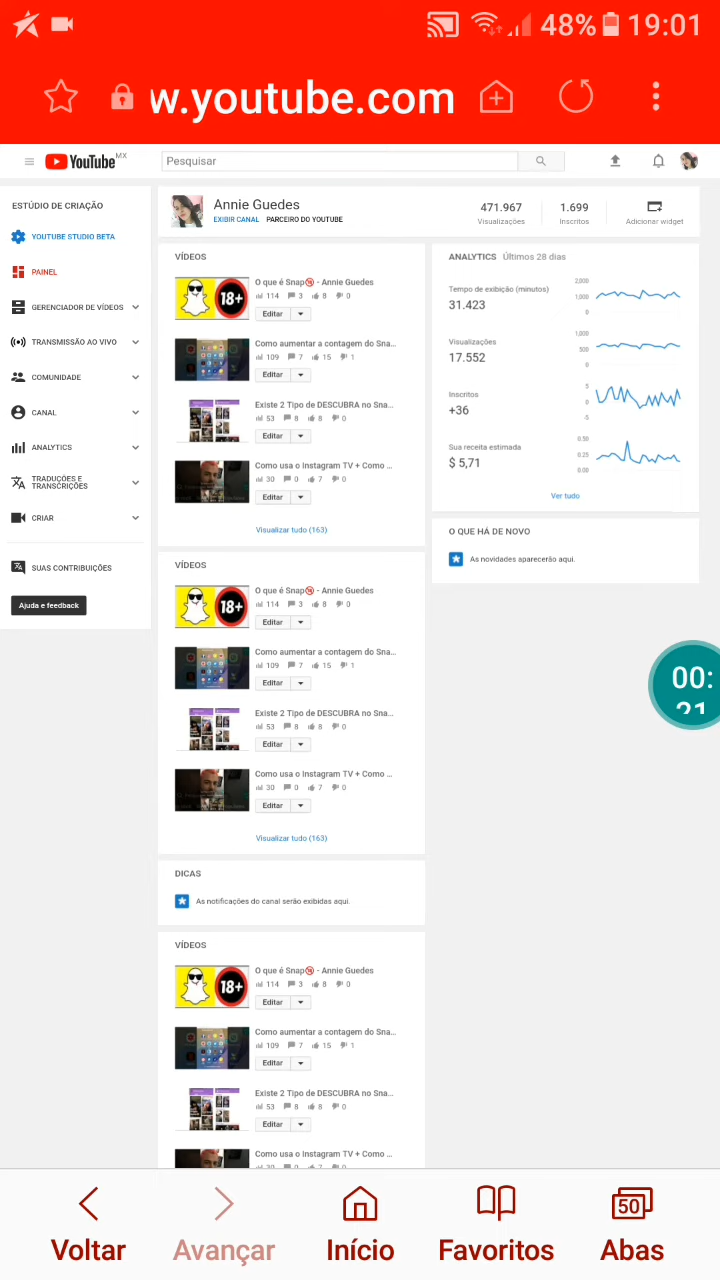 48% 19:01
w.youtube.com
YouTube MX
Pesquisar
ESTÚDIO DE CRIAÇÃO
YOUTUBE STUDIO BETA
PAINEL
GERENCIADOR DE VÍDEOS
TRANSMISSÃO AO VIVO
COMUNIDADE
CANAL
ANALYTICS
TRADUÇÕES E
TRANSCRIÇÕES
CRIAR
SUAS CONTRIBUIÇÕES
Ajuda e feedback
Annie Guedes
EXIBIR CANAL PARCEIRO DO YOUTUBE
471.967
Visualizações
1.699
Inscritos
Adicionar widget
VÍDEOS
18+
O que é Snap🔞 - Annie Guedes
114 3 8 0
Editar
Como aumentar a contagem do Sna...
109 7 15 1
Editar
Existe 2 Tipo de DESCUBRA no Sna...
53 8 8 0
Editar
Como usa o Instagram TV + Como ...
30 0 7 0
Editar
Visualizar tudo (163)
VÍDEOS
18+
O que é Snap🔞 - Annie Guedes
114 3 8 0
Editar
Como aumentar a contagem do Sna...
109 7 15 1
Editar
Existe 2 Tipo de DESCUBRA no Sna...
53 8 8 0
Editar
Como usa o Instagram TV + Como ...
30 0 7 0
Editar
Visualizar tudo (163)
DICAS
As notificações do canal serão exibidas aqui.
VÍDEOS
18+
O que é Snap🔞 - Annie Guedes
114 3 8 0
Editar
Como aumentar a contagem do Sna...
109 7 15 1
Editar
Existe 2 Tipo de DESCUBRA no Sna...
53 8 8 0
Editar
Como usa o Instagram TV + Como ...
30 0 7 0
ANALYTICS Últimos 28 dias
Tempo de exibição (minutos)
31.423
2,000
1,000
0
Visualizações
17.552
1,000
500
0
Inscritos
+36
5
0
-5
Sua receita estimada
$ 5,71
0.50
0.25
0.00
Ver tudo
O QUE HÁ DE NOVO
As novidades aparecerão aqui.
00:
21
50
Voltar Avançar Início Favoritos Abas